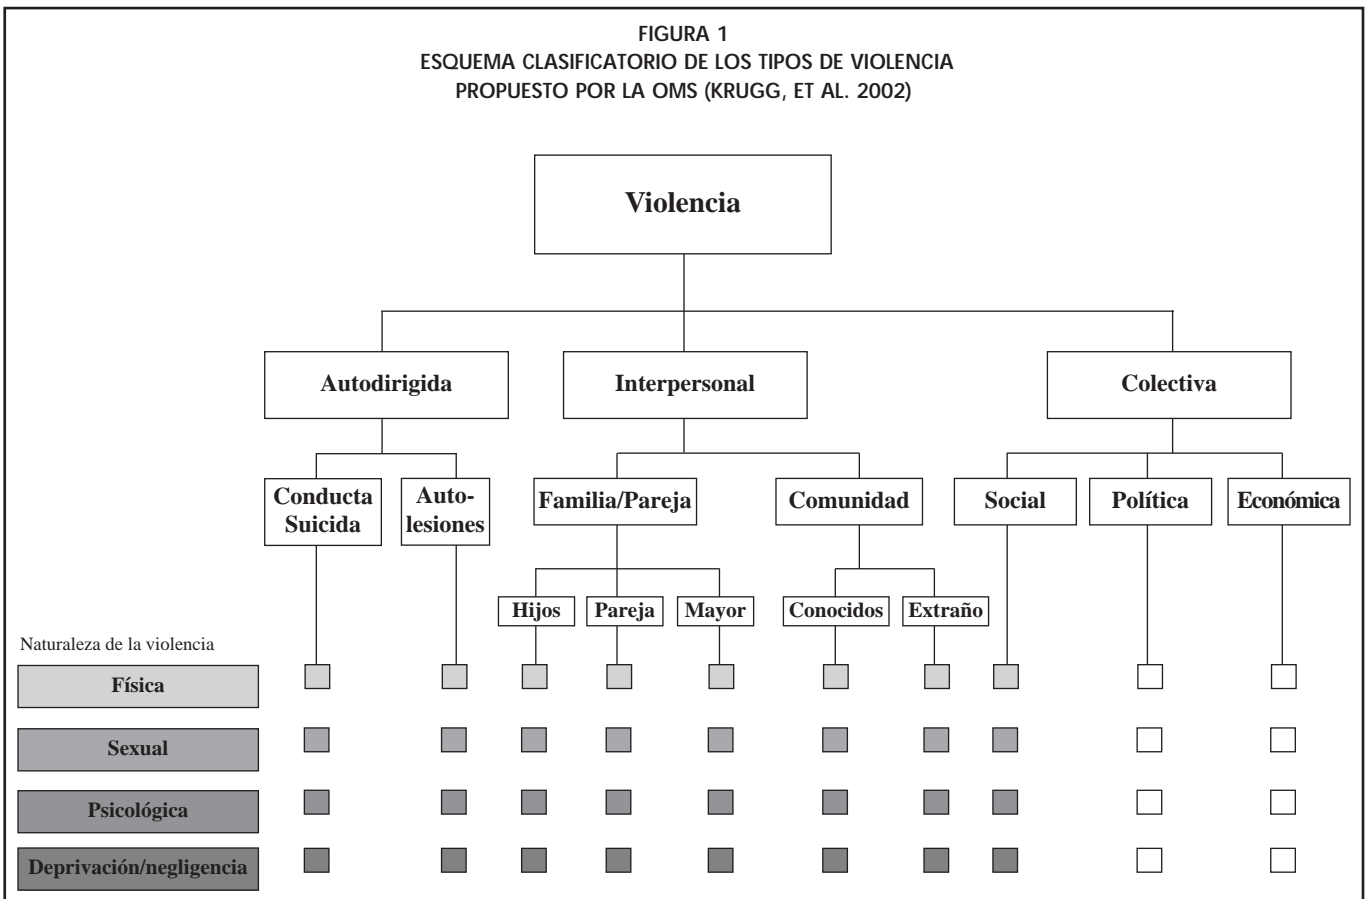 FIGURA 1
ESQUEMA CLASIFICATORIO DE LOS TIPOS DE VIOLENCIA
PROPUESTO POR LA OMS (KRUGG, ET AL. 2002)
Violencia
Autodirigida
Interpersonal
Colectiva
Conducta
Suicida
Auto-
lesiones
Familia/Pareja
Comunidad
Social
Política
Económica
Hijos
Pareja
Mayor
Conocidos
Extraño
Naturaleza de la violencia
Física
Sexual
Psicológica
Deprivación/negligencia